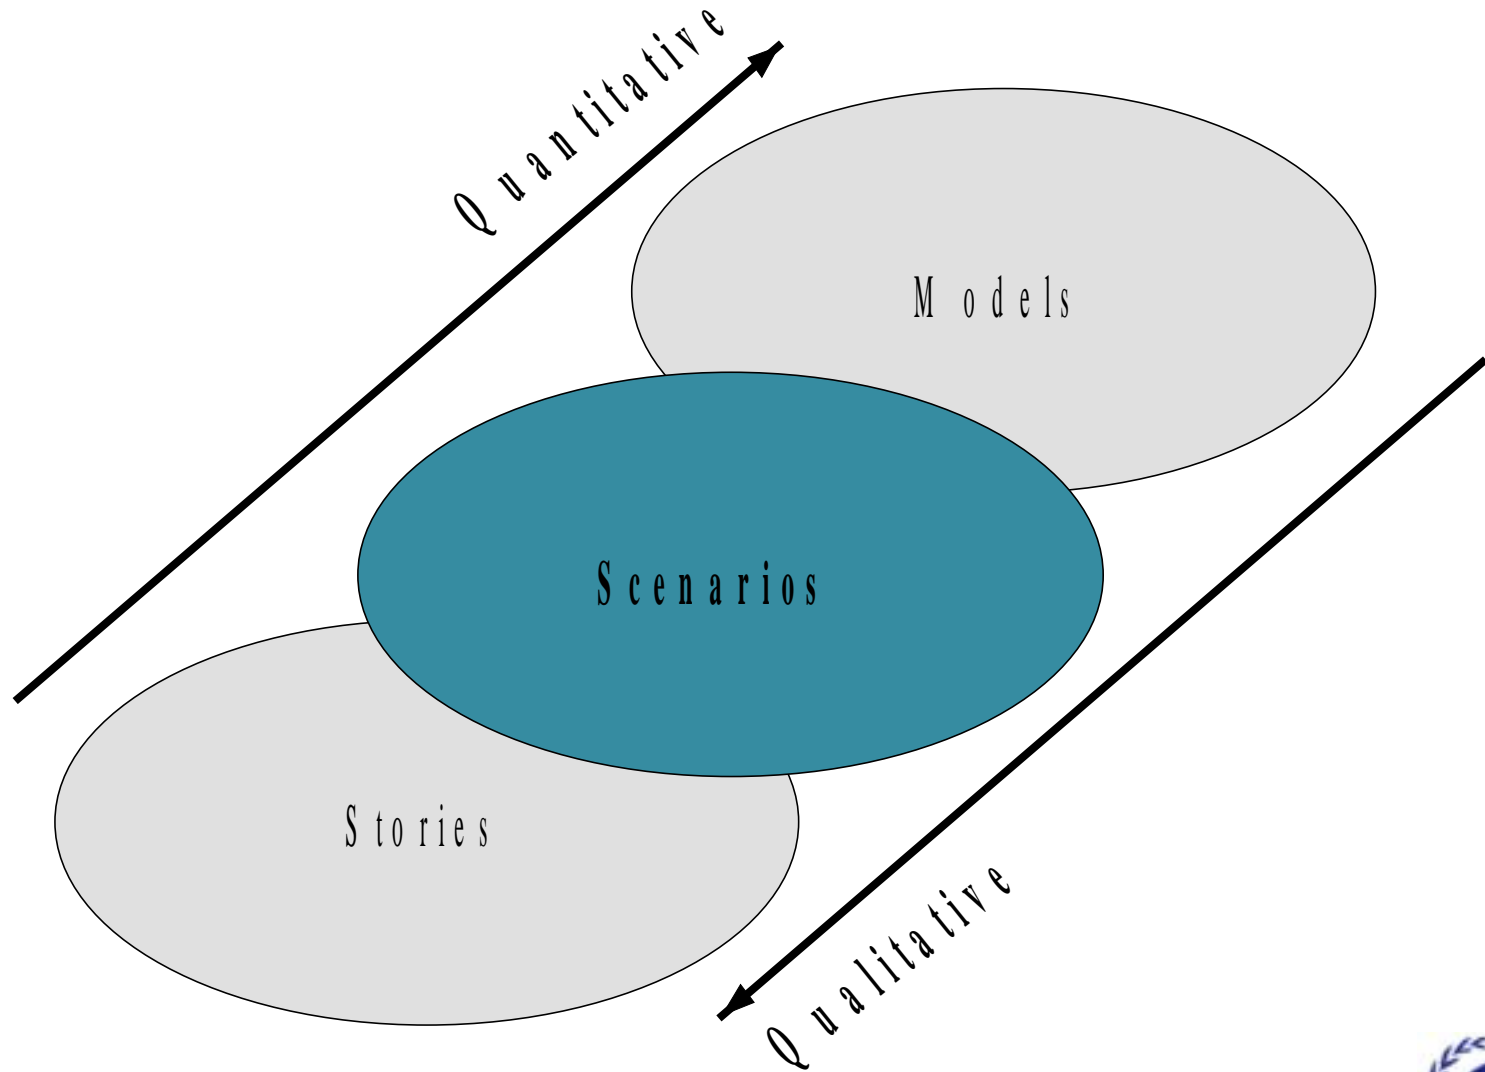 Quantitative
Models
Scenarios
Stories
Qualitative